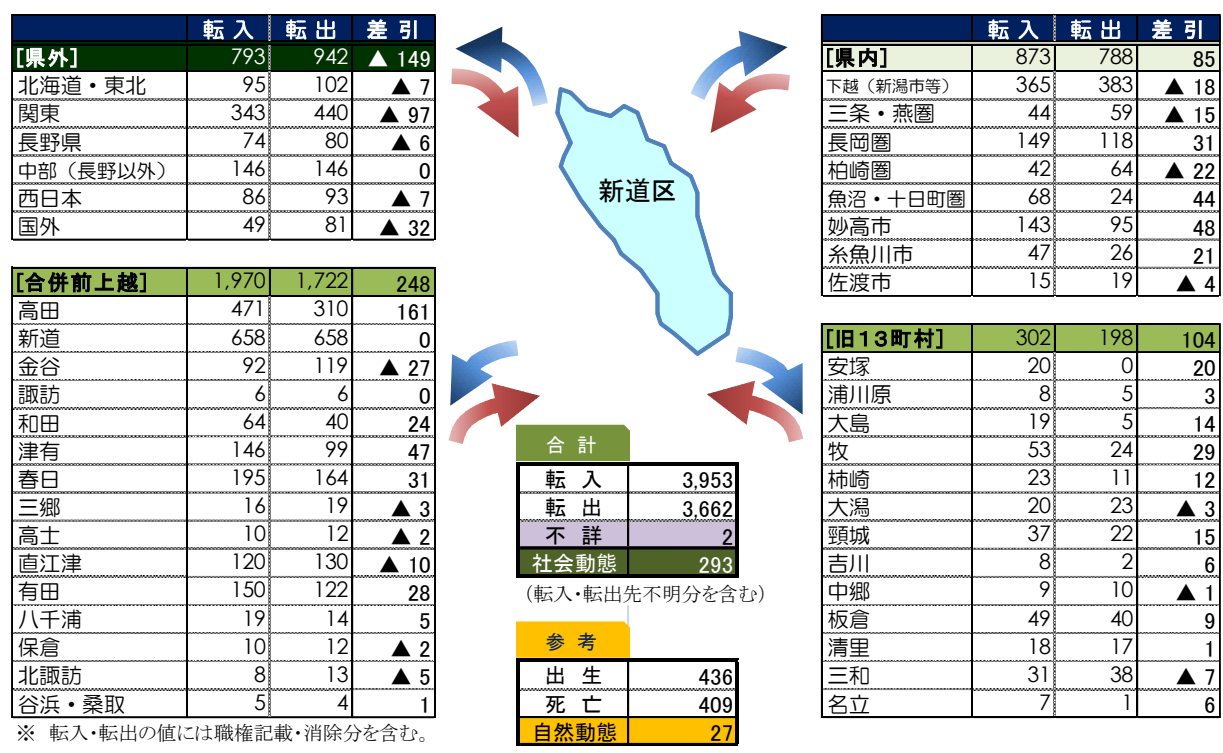 転 入 転 出 差 引
[県外] 793 942 ▲ 149
北海道・東北 95 102 ▲ 7
関東 343 440 ▲ 97
長野県 74 80 ▲ 6
中部（長野以外） 146 146 0
西日本 86 93 ▲ 7
国外 49 81 ▲ 32
[合併前上越] 1,970 1,722 248
高田 471 310 161
新道 658 658 0
金谷 92 119 ▲ 27
諏訪 6 6 0
和田 64 40 24
津有 146 99 47
春日 195 164 31
三郷 16 19 ▲ 3
高士 10 12 ▲ 2
直江津 120 130 ▲ 10
有田 150 122 28
八千浦 19 14 5
保倉 10 12 ▲ 2
北諏訪 8 13 ▲ 5
谷浜・桑取 5 4 1
※ 転入・転出の値には職権記載・消除分を含む。
新道区
合 計
転 入 3,953
転 出 3,662
不 詳 2
社会動態 293
（転入・転出先不明分を含む）
参 考
出 生 436
死 亡 409
自然動態 27
転 入 転 出 差 引
[県内] 873 788 85
下越（新潟市等） 365 383 ▲ 18
三条・燕圏 44 59 ▲ 15
長岡圏 149 118 31
柏崎圏 42 64 ▲ 22
魚沼・十日町圏 68 24 44
妙高市 143 95 48
糸魚川市 47 26 21
佐渡市 15 19 ▲ 4
[旧13町村] 302 198 104
安塚 20 0 20
浦川原 8 5 3
大島 19 5 14
牧 53 24 29
柿崎 23 11 12
大潟 20 23 ▲ 3
頸城 37 22 15
吉川 8 2 6
中郷 9 10 ▲ 1
板倉 49 40 9
清里 18 17 1
三和 31 38 ▲ 7
名立 7 1 6